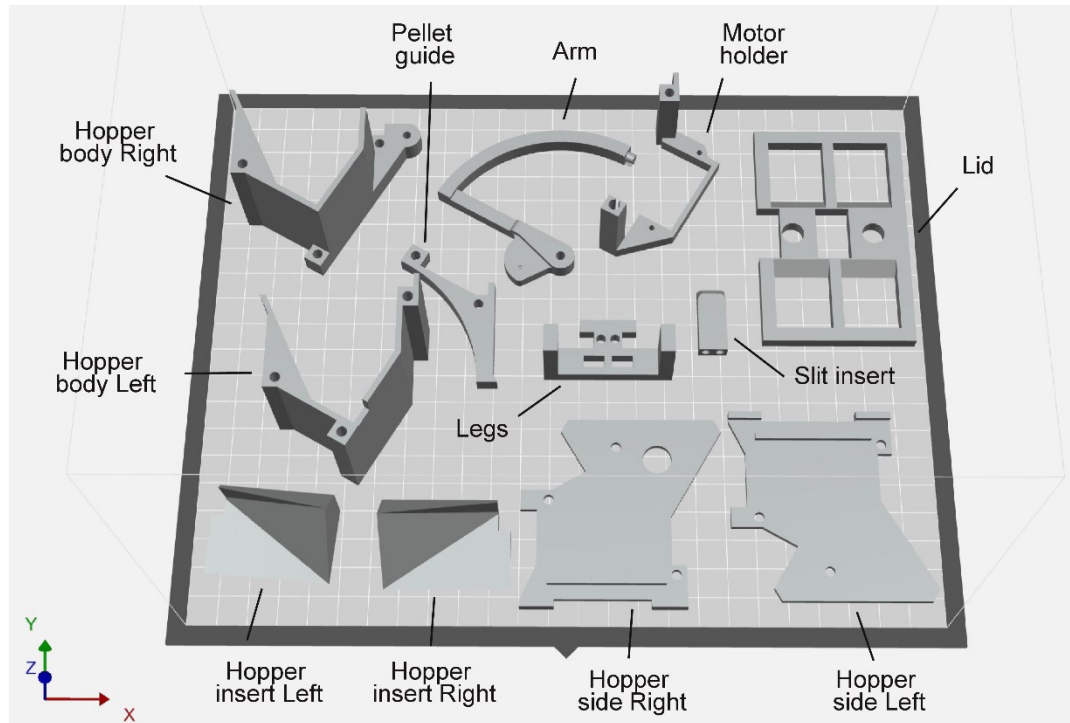 Pellet
guide
Arm
Motor
holder
Hopper
body Right
Lid
Hopper
body Left
Slit insert
Legs
Y
Z
X
Hopper
insert Left
Hopper
insert Right
Hopper
side Right
Hopper
side Left